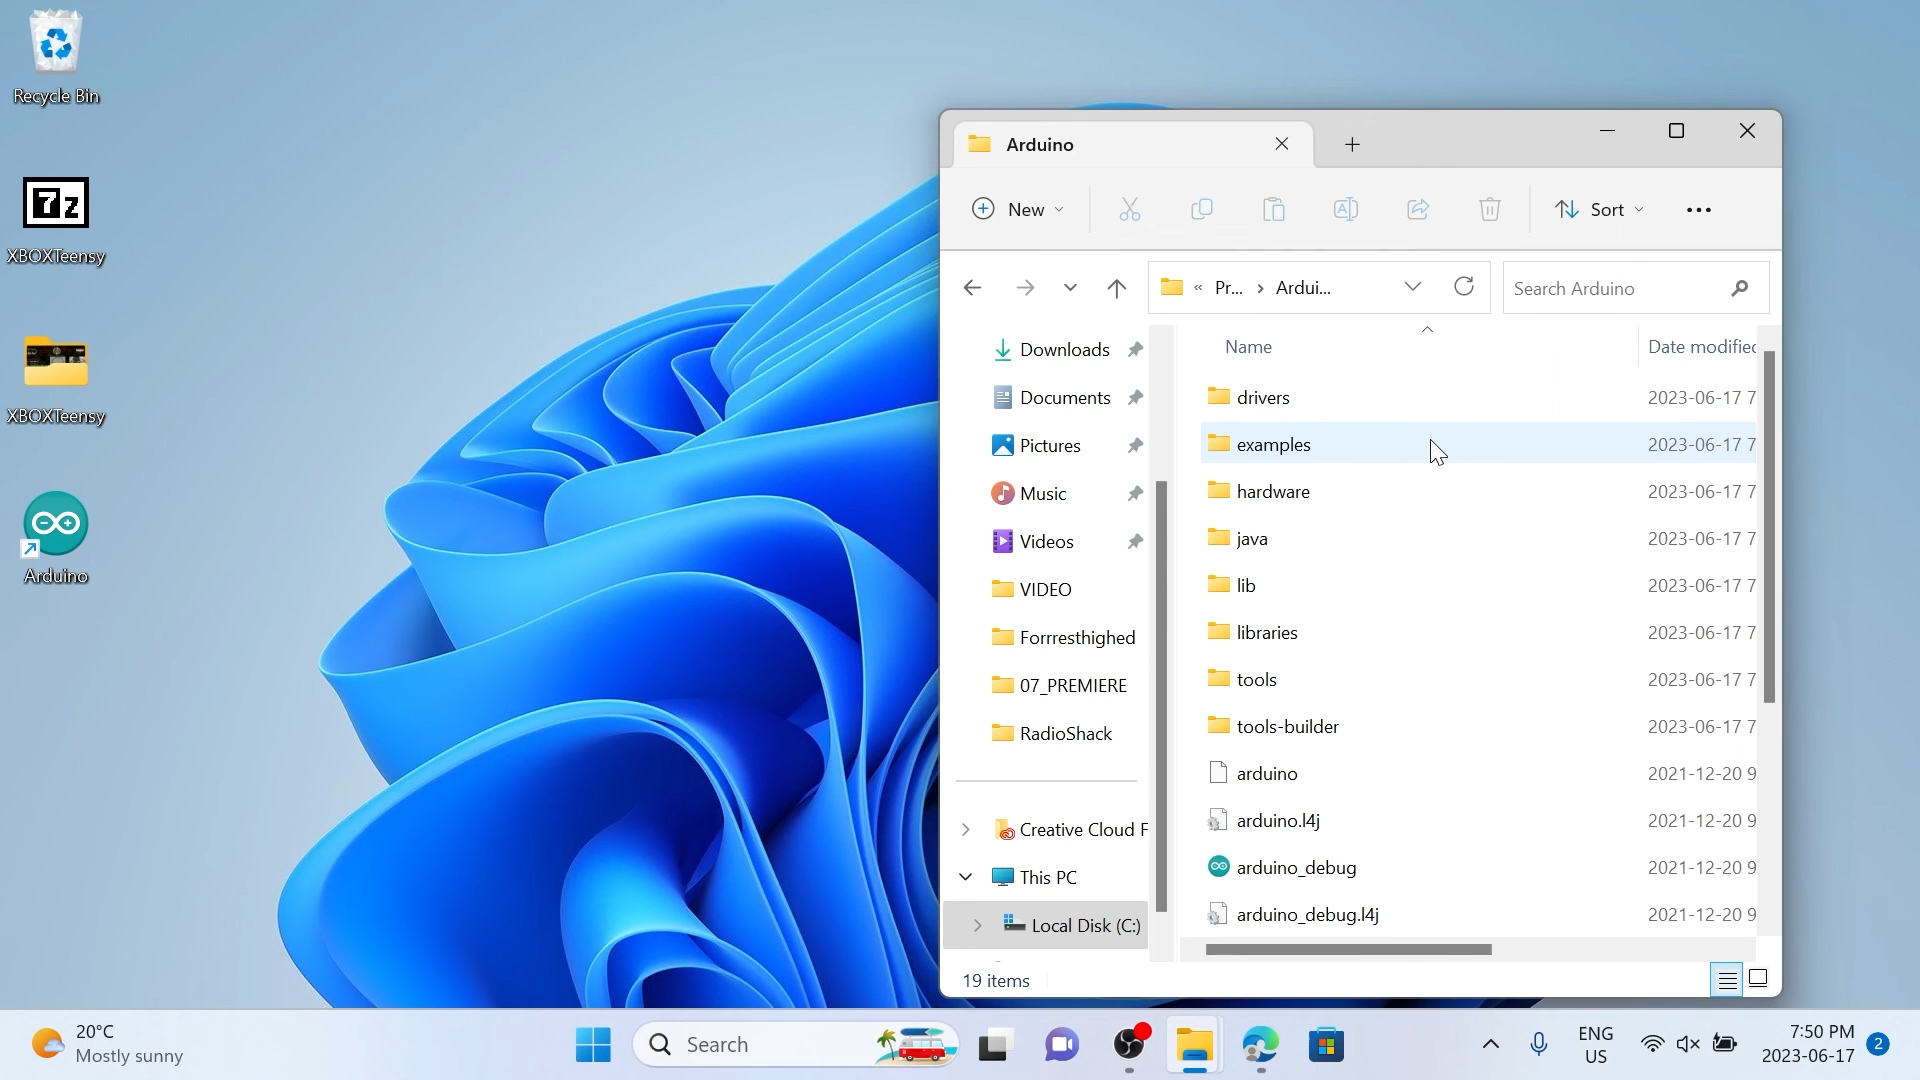 Recycle Bin
7z
XBOXTeensy
XBOXTeensy
Arduino
Arduino
New
Sort
Pr...
Ardui...
Search Arduino
Downloads
Documents
Pictures
Music
Videos
VIDEO
Forrresthighed
07_PREMIERE
RadioShack
Creative Cloud F
This PC
Local Disk (C:)
Name
Date modified
drivers 2023-06-17 7
examples 2023-06-17 7
hardware 2023-06-17 7
java 2023-06-17 7
lib 2023-06-17 7
libraries 2023-06-17 7
tools 2023-06-17 7
tools-builder 2023-06-17 7
arduino 2021-12-20 9
arduino.l4j 2021-12-20 9
arduino_debug 2021-12-20 9
arduino_debug.l4j 2021-12-20 9
19 items
20°C
Mostly sunny
Search
ENG
US
7:50 PM
2023-06-17
2